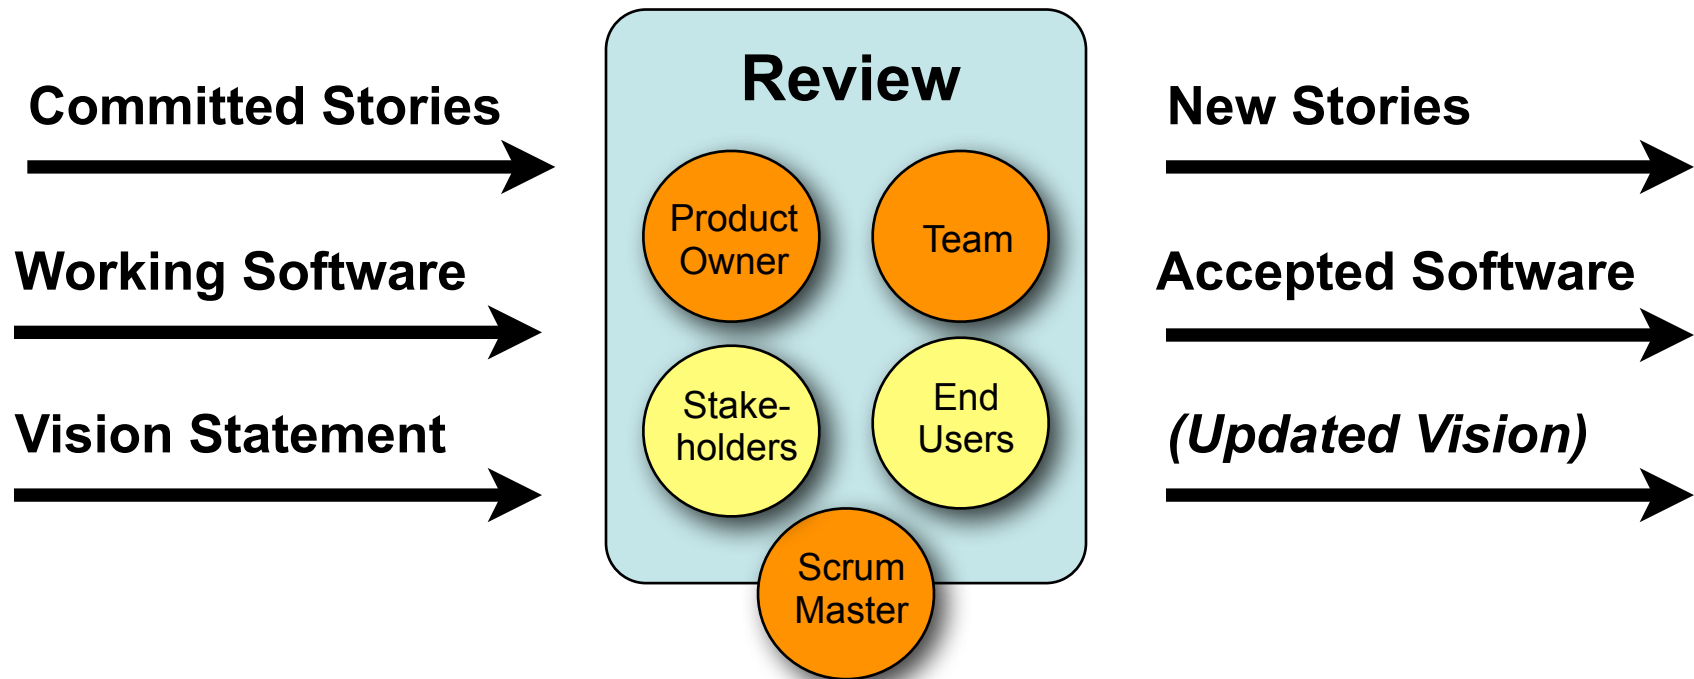 Committed Stories
Working Software
Vision Statement
Review
Product
Owner
Team
Stake-
holders
End
Users
Scrum
Master
New Stories
Accepted Software
(Updated Vision)